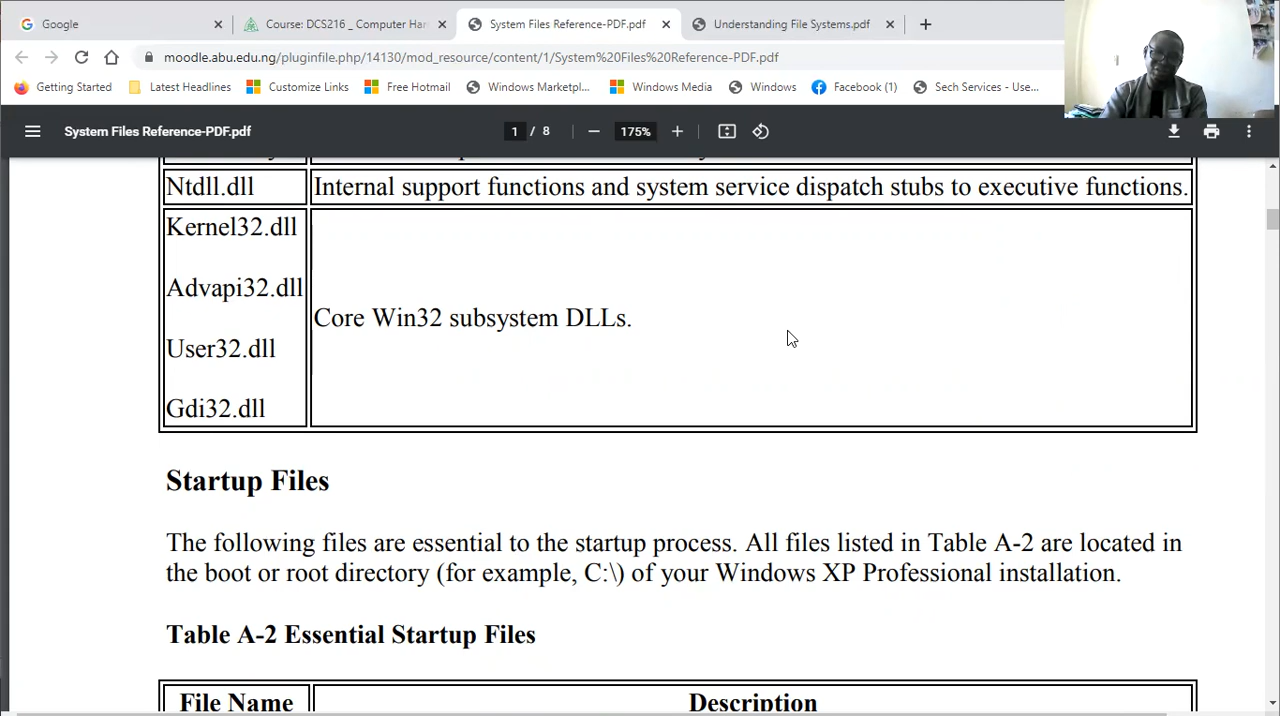 Google
Course: DCS216 _ Computer Har
System Files Reference-PDF.pdf
Understanding File Systems.pdf
moodle.abu.edu.ng/pluginfile.php/14130/mod_resource/content/1/System%20Files%20Reference-PDF.pdf
Getting Started
Latest Headlines
Customize Links
Free Hotmail
Windows Marketpl...
Windows Media
Windows
Facebook (1)
Sech Services - Use...
System Files Reference-PDF.pdf
1 / 8
175%
Ntdll.dll
Internal support functions and system service dispatch stubs to executive functions.
Kernel32.dll
Advapi32.dll
User32.dll
Gdi32.dll
Core Win32 subsystem DLLs.
Startup Files
The following files are essential to the startup process. All files listed in Table A-2 are located in
the boot or root directory (for example, C:\) of your Windows XP Professional installation.
Table A-2 Essential Startup Files
File Name
Description